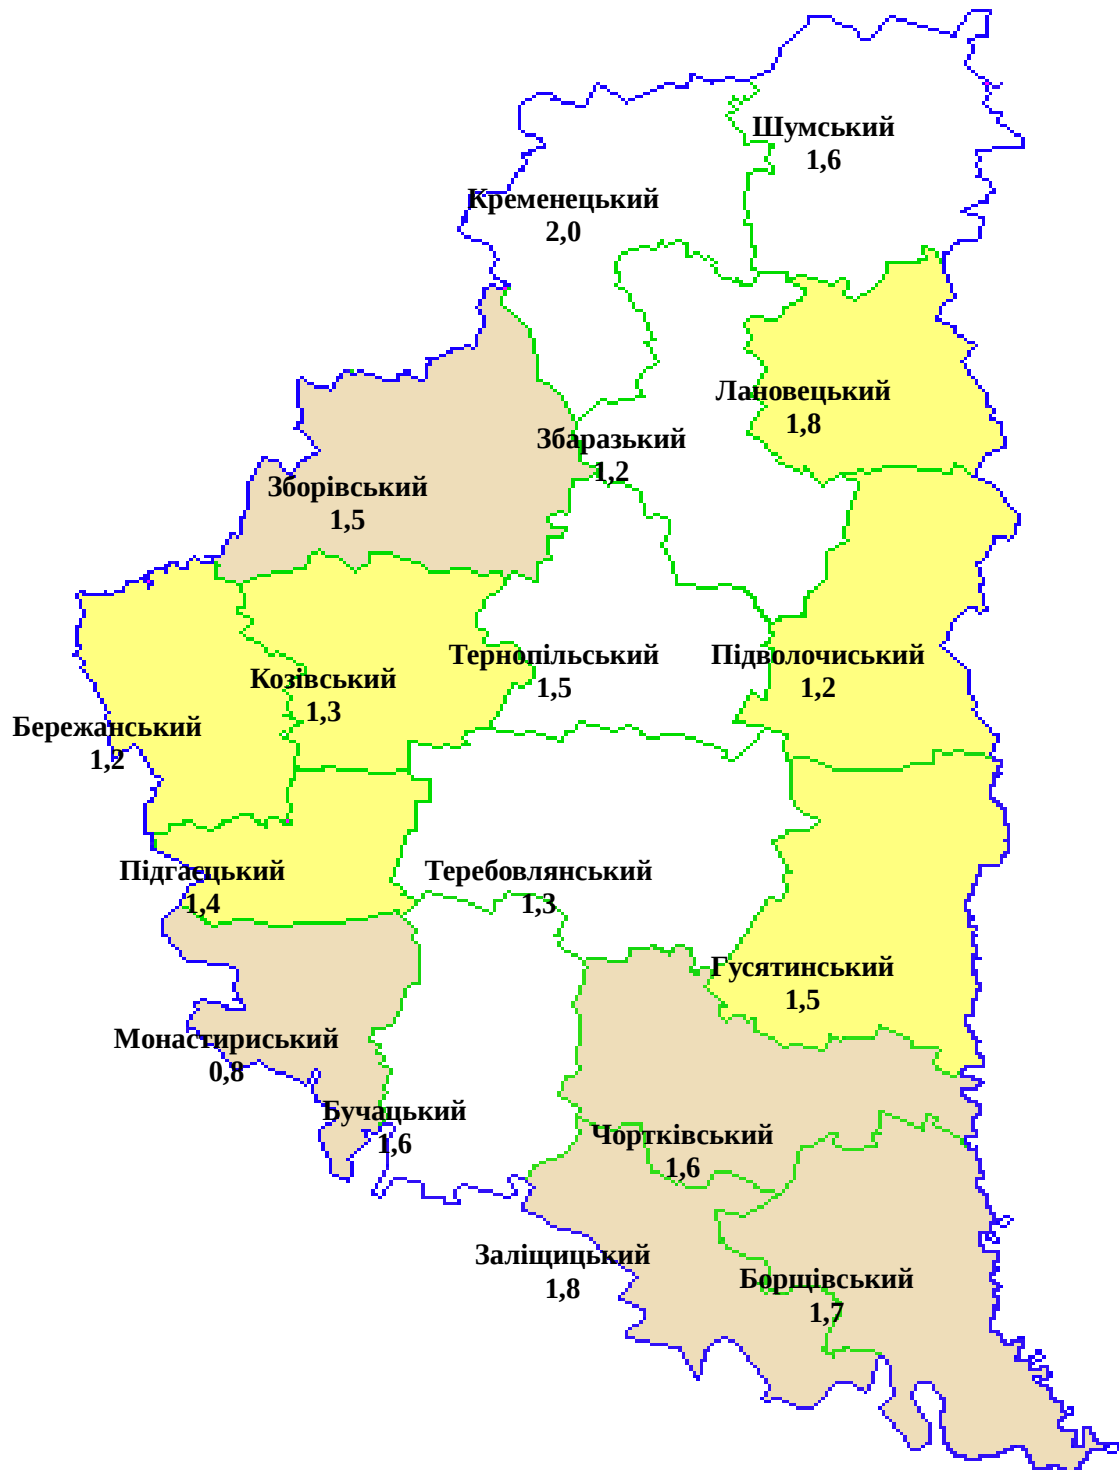 Шумський
1,6
Кременецький
2,0
Лановецький
1,8
Збаразький
1,2
Зборівський
1,5
Тернопільський
1,5
Підволочиський
1,2
Козівський
1,3
Бережанський
1,2
Підгаєцький
1,4
Теребовлянський
1,3
Гусятинський
1,5
Монастириський
0,8
Бучацький
1,6
Чортківський
1,6
Заліщицький
1,8
Борщівський
1,7